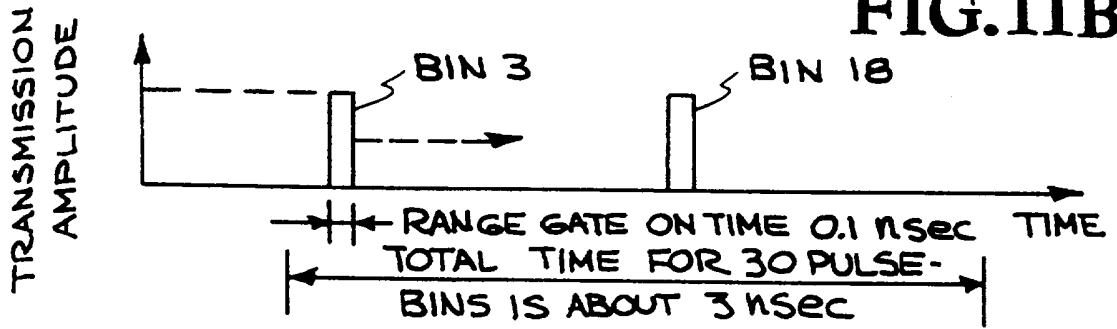 FIG.11B
TRANSMISSION
AMPLITUDE
BIN 3
BIN 18
RANGE GATE ON TIME 0.1 nsec
TIME
TOTAL TIME FOR 30 PULSE-
BINS IS ABOUT 3 nsec